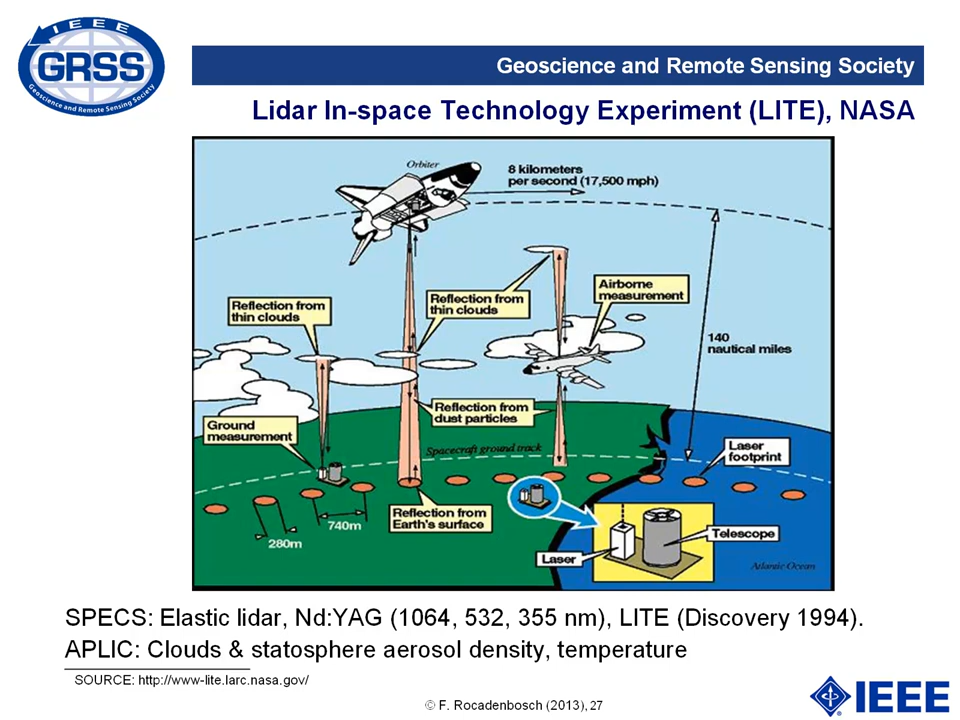 IEEE
GRSS
Geoscience and Remote Sensing Society
Geoscience and Remote Sensing Society
Lidar In-space Technology Experiment (LITE), NASA
Orbiter
8 kilometers
per second (17,500 mph)
Reflection from
thin clouds
Reflection from
thin clouds
Airborne
measurement
140
nautical miles
Ground
measurement
Reflection from
dust particles
Spacecraft ground track
Laser
footprint
Reflection from
Earth's surface
740m
280m
Laser
Telescope
Atlantic Ocean
SPECS: Elastic lidar, Nd:YAG (1064, 532, 355 nm), LITE (Discovery 1994).
APLIC: Clouds & statosphere aerosol density, temperature
SOURCE: http://www-lite.larc.nasa.gov/
© F. Rocadenbosch (2013), 27
IEEE